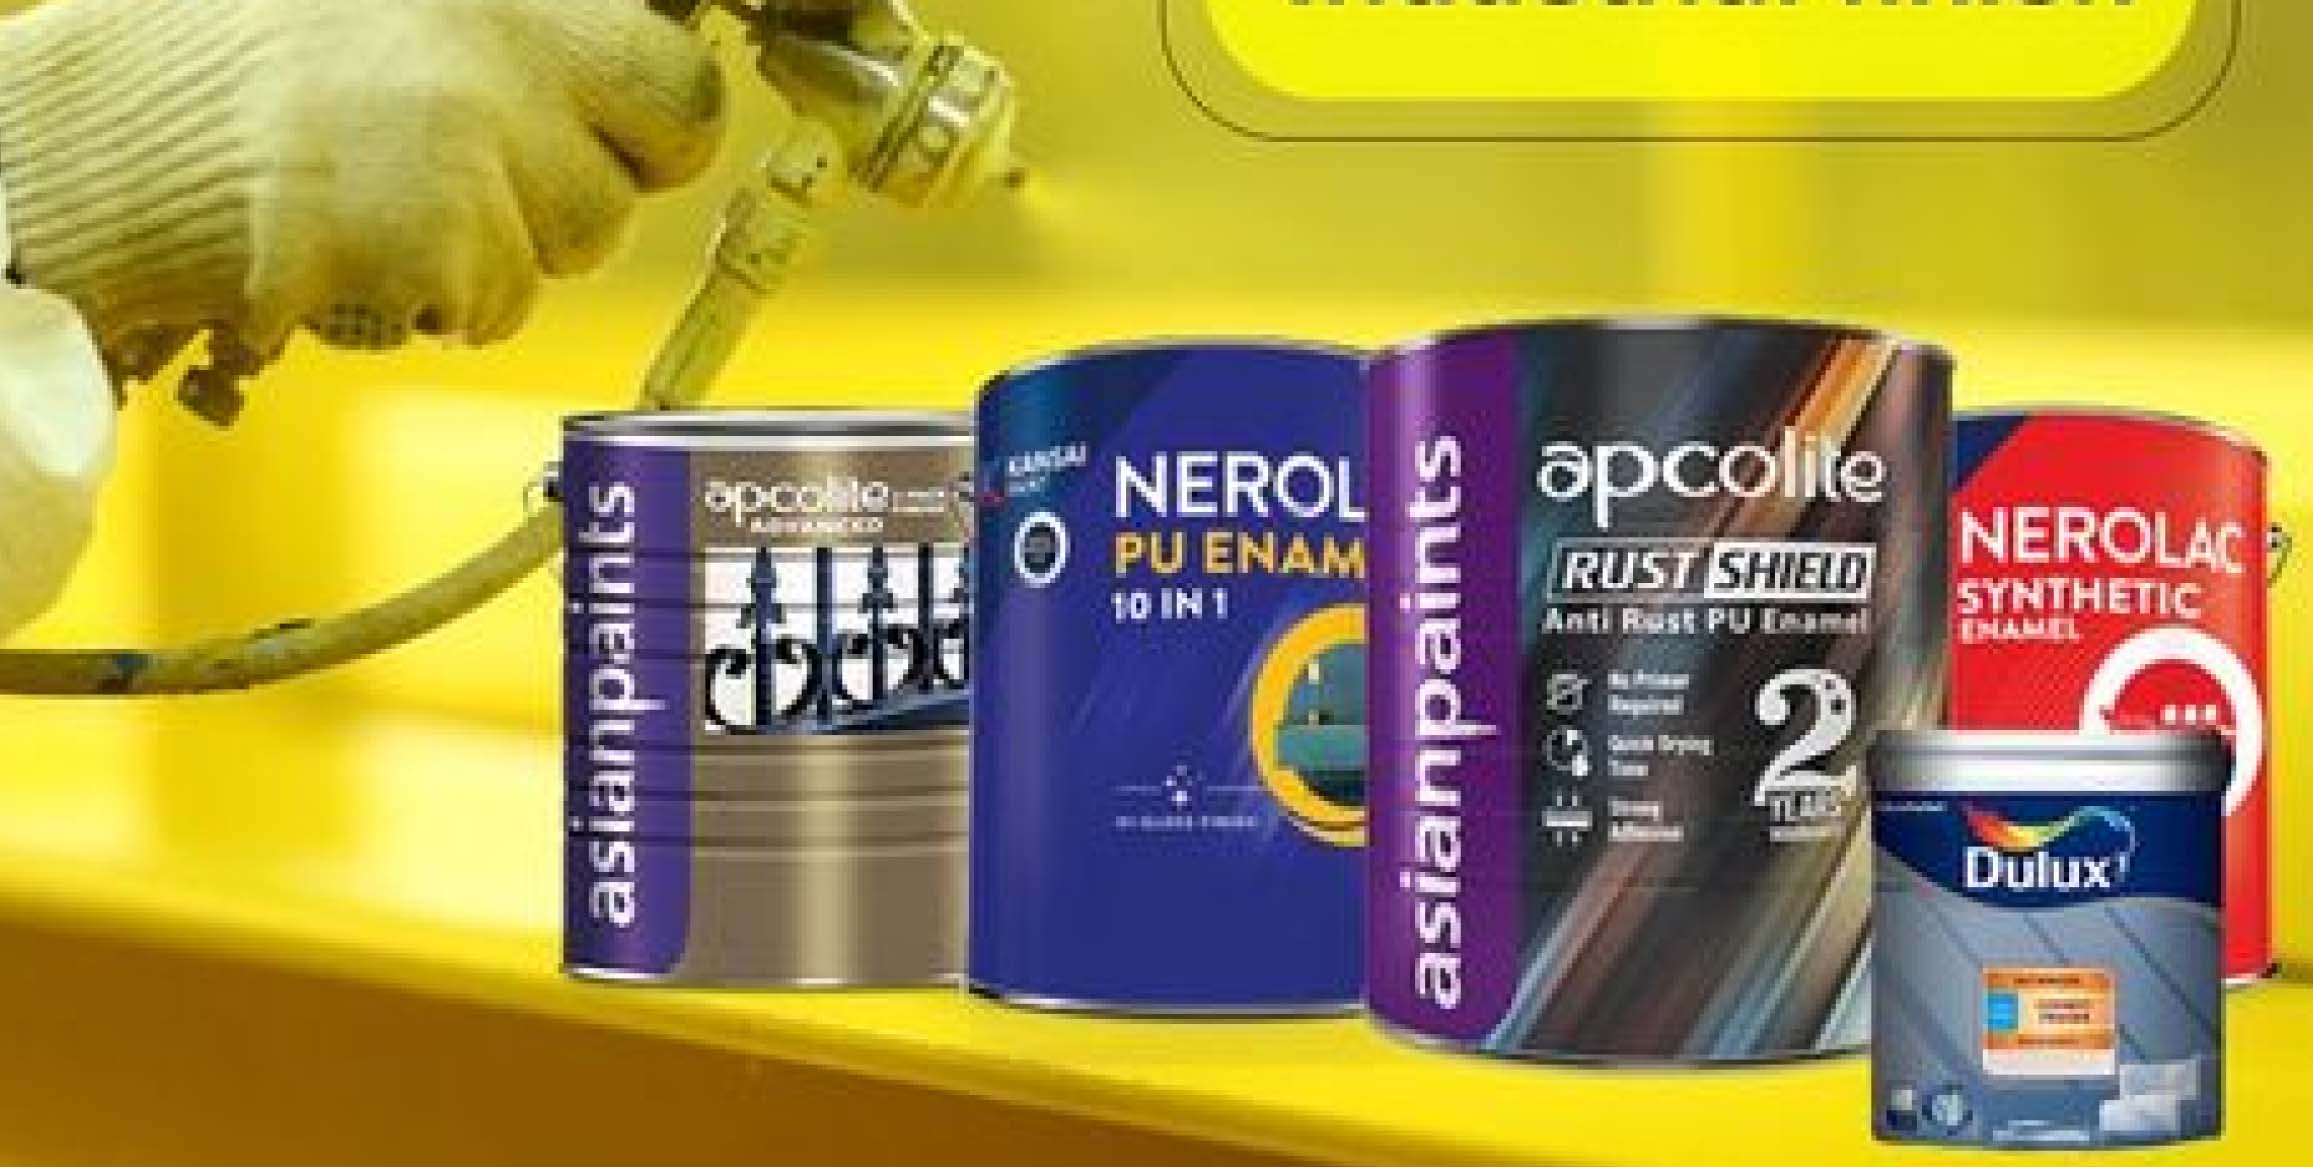 asianpaints
apcolite
ADVANCED
KANSAI
NEROL
PU ENAM
10 IN 1
asianpaints
apcolite
RUST SHIELD
Anti Rust PU Enamel
No Primer
Required
Quick Drying
Time
Strong
Adhesion
2
YEARS
NEROLAC
SYNTHETIC
ENAMEL
Dulux